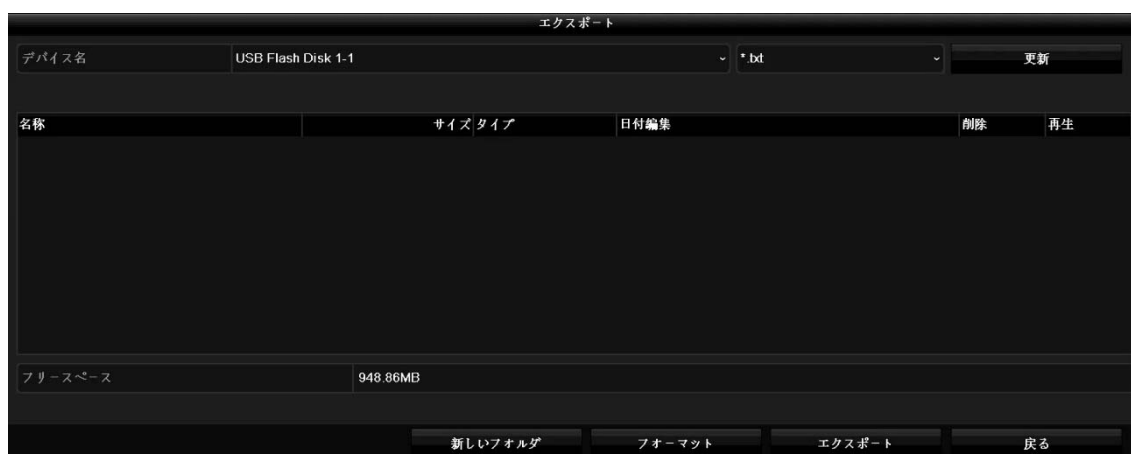 エクスポート
デバイス名 USB Flash Disk 1-1 *.txt 更新
名称 サイズ タイプ 日付編集 削除 再生
フリースペース 948.86MB
新しいフォルダ フォーマット エクスポート 戻る